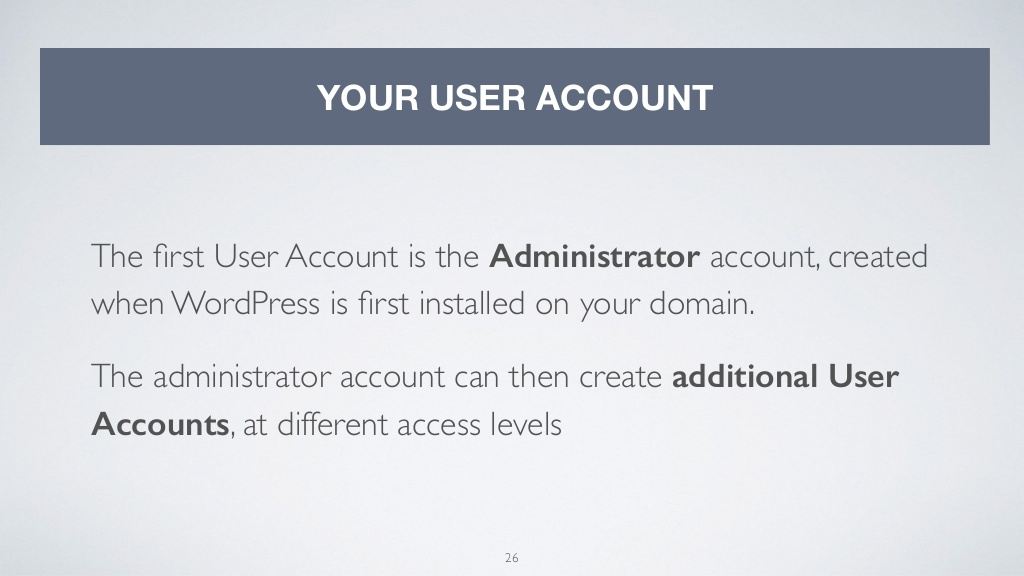 YOUR USER ACCOUNT
The first User Account is the Administrator account, created
when WordPress is first installed on your domain.
The administrator account can then create additional User
Accounts, at different access levels
26